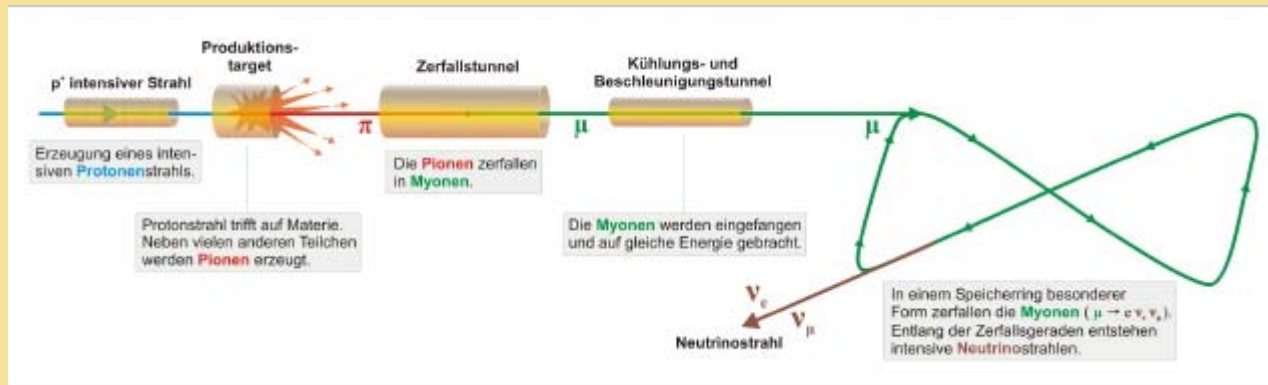 p⁺ intensiver Strahl
Erzeugung eines inten-
siven Protonenstrahls.
Produktions-
target
Protonstrahl trifft auf Materie.
Neben vielen anderen Teilchen
werden Pionen erzeugt.
π
Zerfallstunnel
Die Pionen zerfallen
in Myonen.
μ
Kühlungs- und
Beschleunigungstunnel
Die Myonen werden eingefangen
und auf gleiche Energie gebracht.
μ
νe
νμ
Neutrinostrahl
In einem Speicherring besonderer
Form zerfallen die Myonen ( μ → e νe νμ).
Entlang der Zerfallsgeraden entstehen
intensive Neutrinostrahlen.